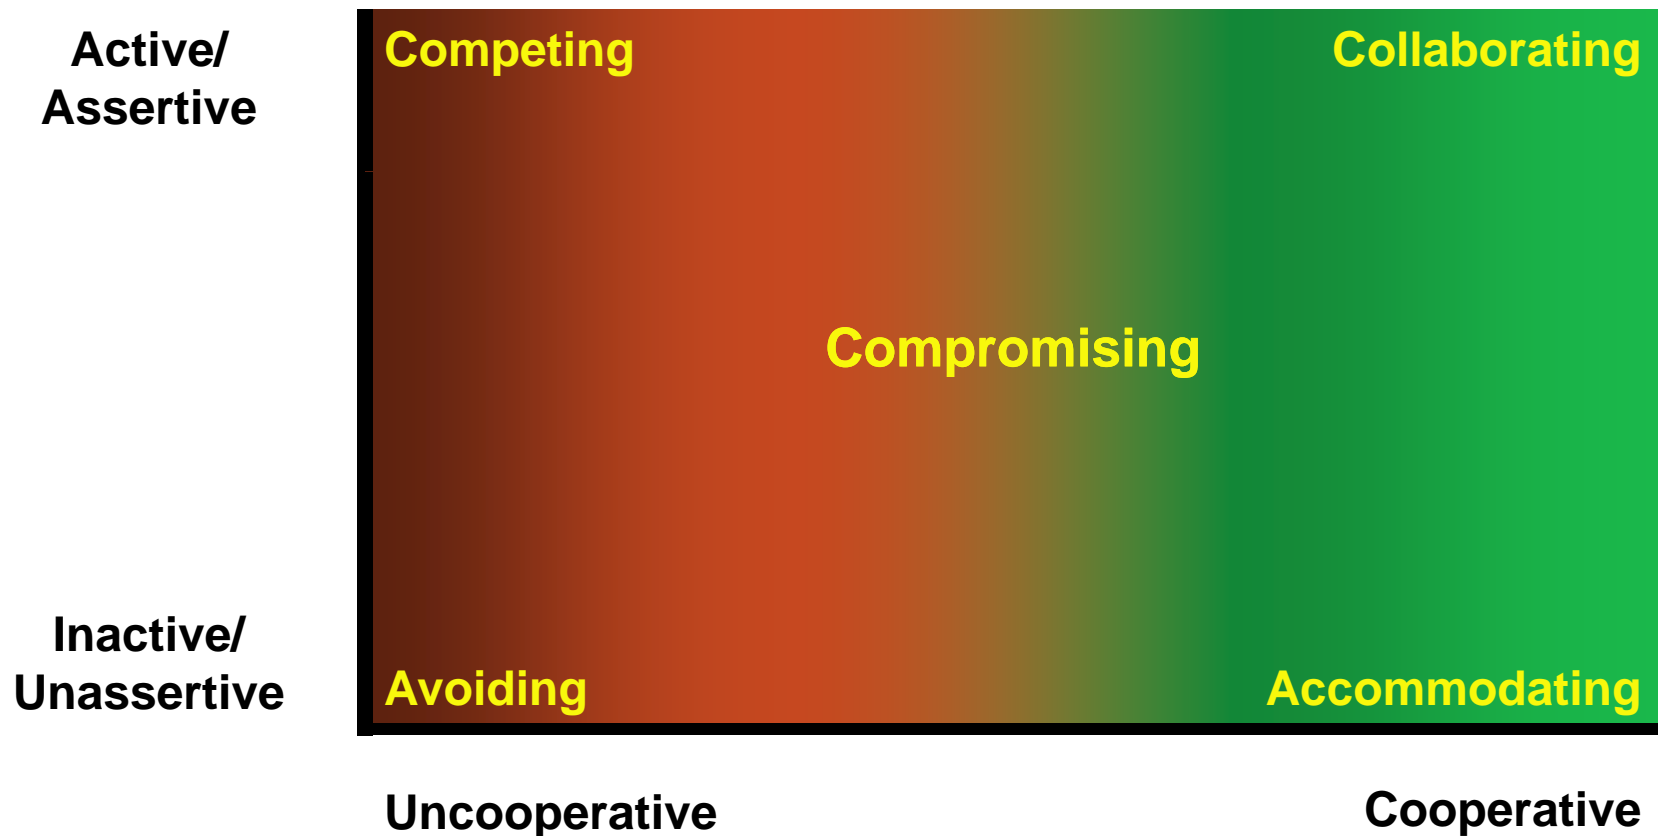 Active/
Assertive
Competing
Collaborating
Compromising
Inactive/
Unassertive
Avoiding
Accommodating
Uncooperative
Cooperative